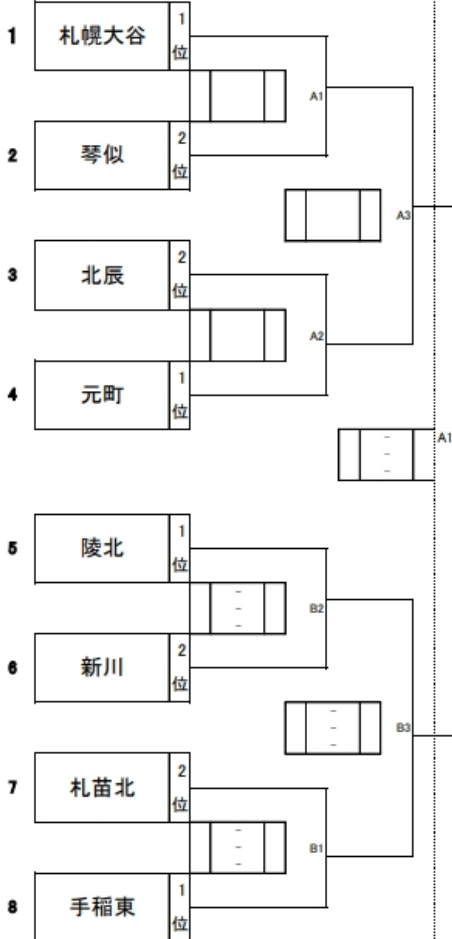 1 札幌大谷 1位
A1
2 琴似 2位
A3
3 北辰 2位
A2
4 元町 1位
- A1
-
-
5 陵北 1位
- B2
-
-
6 新川 2位
- B3
-
-
7 札苗北 2位
- B1
-
-
8 手稲東 1位